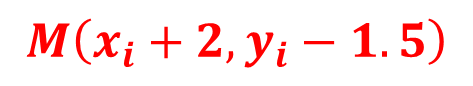 M(xᵢ + 2, yᵢ − 1.5)